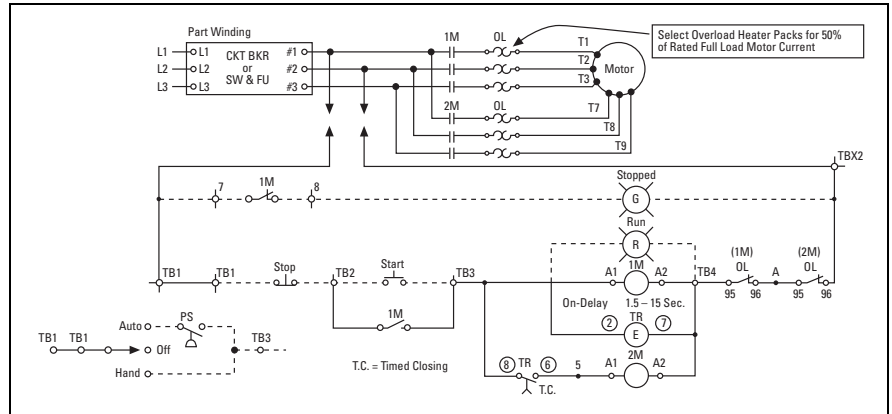 Part Winding
L1 L1 CKT BKR #1
L2 L2 or #2
L3 L3 SW & FU #3
1M OL
Select Overload Heater Packs for 50%
of Rated Full Load Motor Current
T1
T2
T3
Motor
2M OL
T7
T8
T9
TBX2
7 1M 8
Stopped
G
Run
R
TB1 TB1 Stop TB2 Start TB3
1M
A1 1M A2 TB4
(1M) (2M)
OL A OL
95 96 95 96
On-Delay 1.5 – 15 Sec.
TR
2 E 7
2M
8 TR 6 5 A1 A2
T.C.
T.C. = Timed Closing
Auto PS
TB1 TB1 Off TB3
Hand